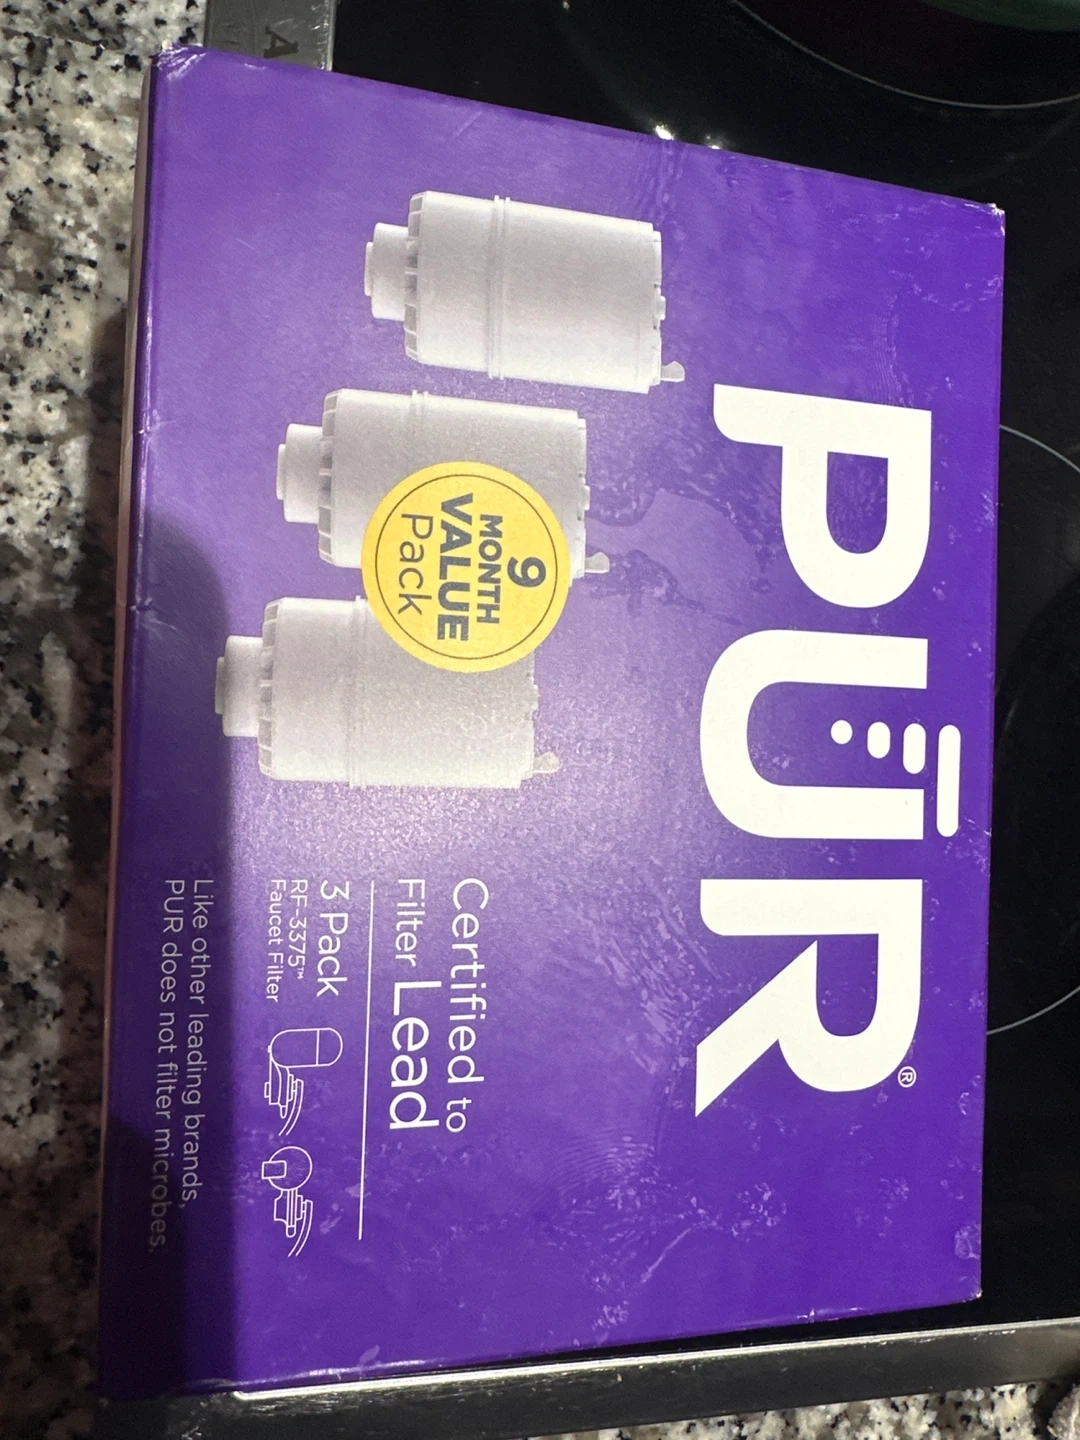 PUR®
9
MONTH
VALUE
Pack
Certified to
Filter Lead
3 Pack
RF-3375™
Faucet Filter
Like other leading brands,
PUR does not filter microbes.
A